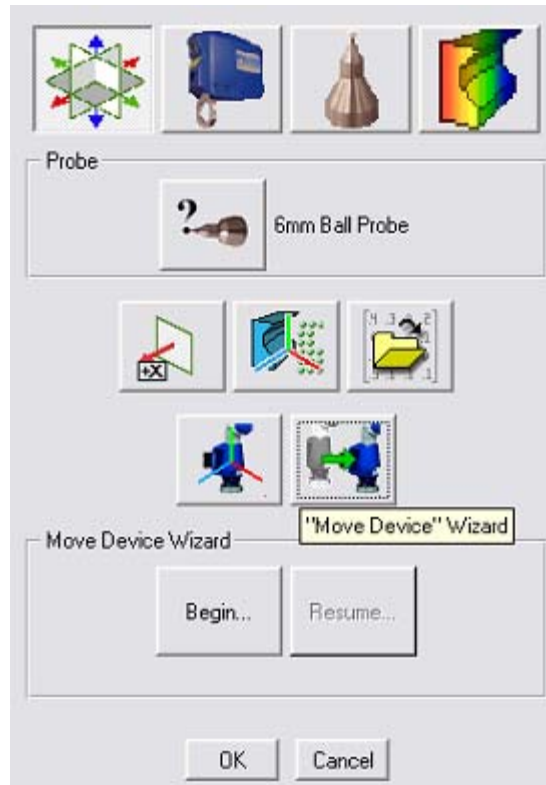 Probe
?
6mm Ball Probe
+X
"Move Device" Wizard
Move Device Wizard
Begin...
Resume...
OK
Cancel